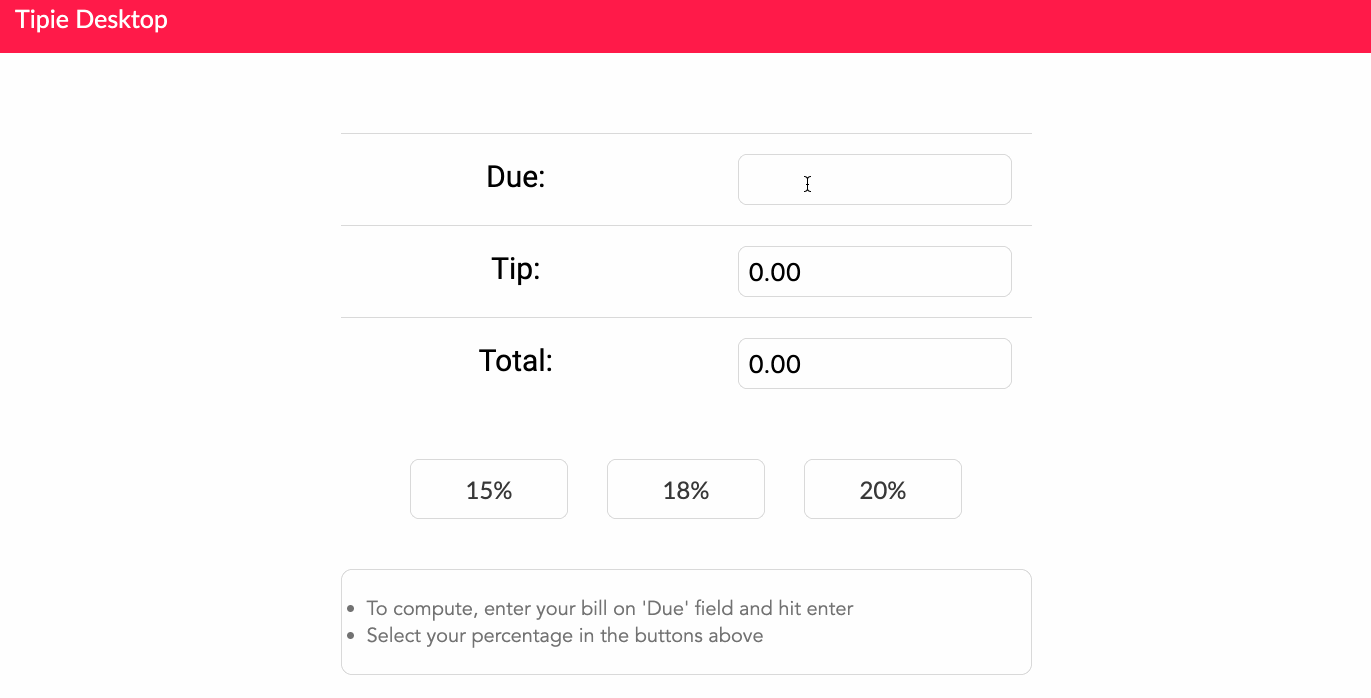 Tipie Desktop
Due:
Tip: 0.00
Total: 0.00
15% 18% 20%
• To compute, enter your bill on 'Due' field and hit enter
• Select your percentage in the buttons above